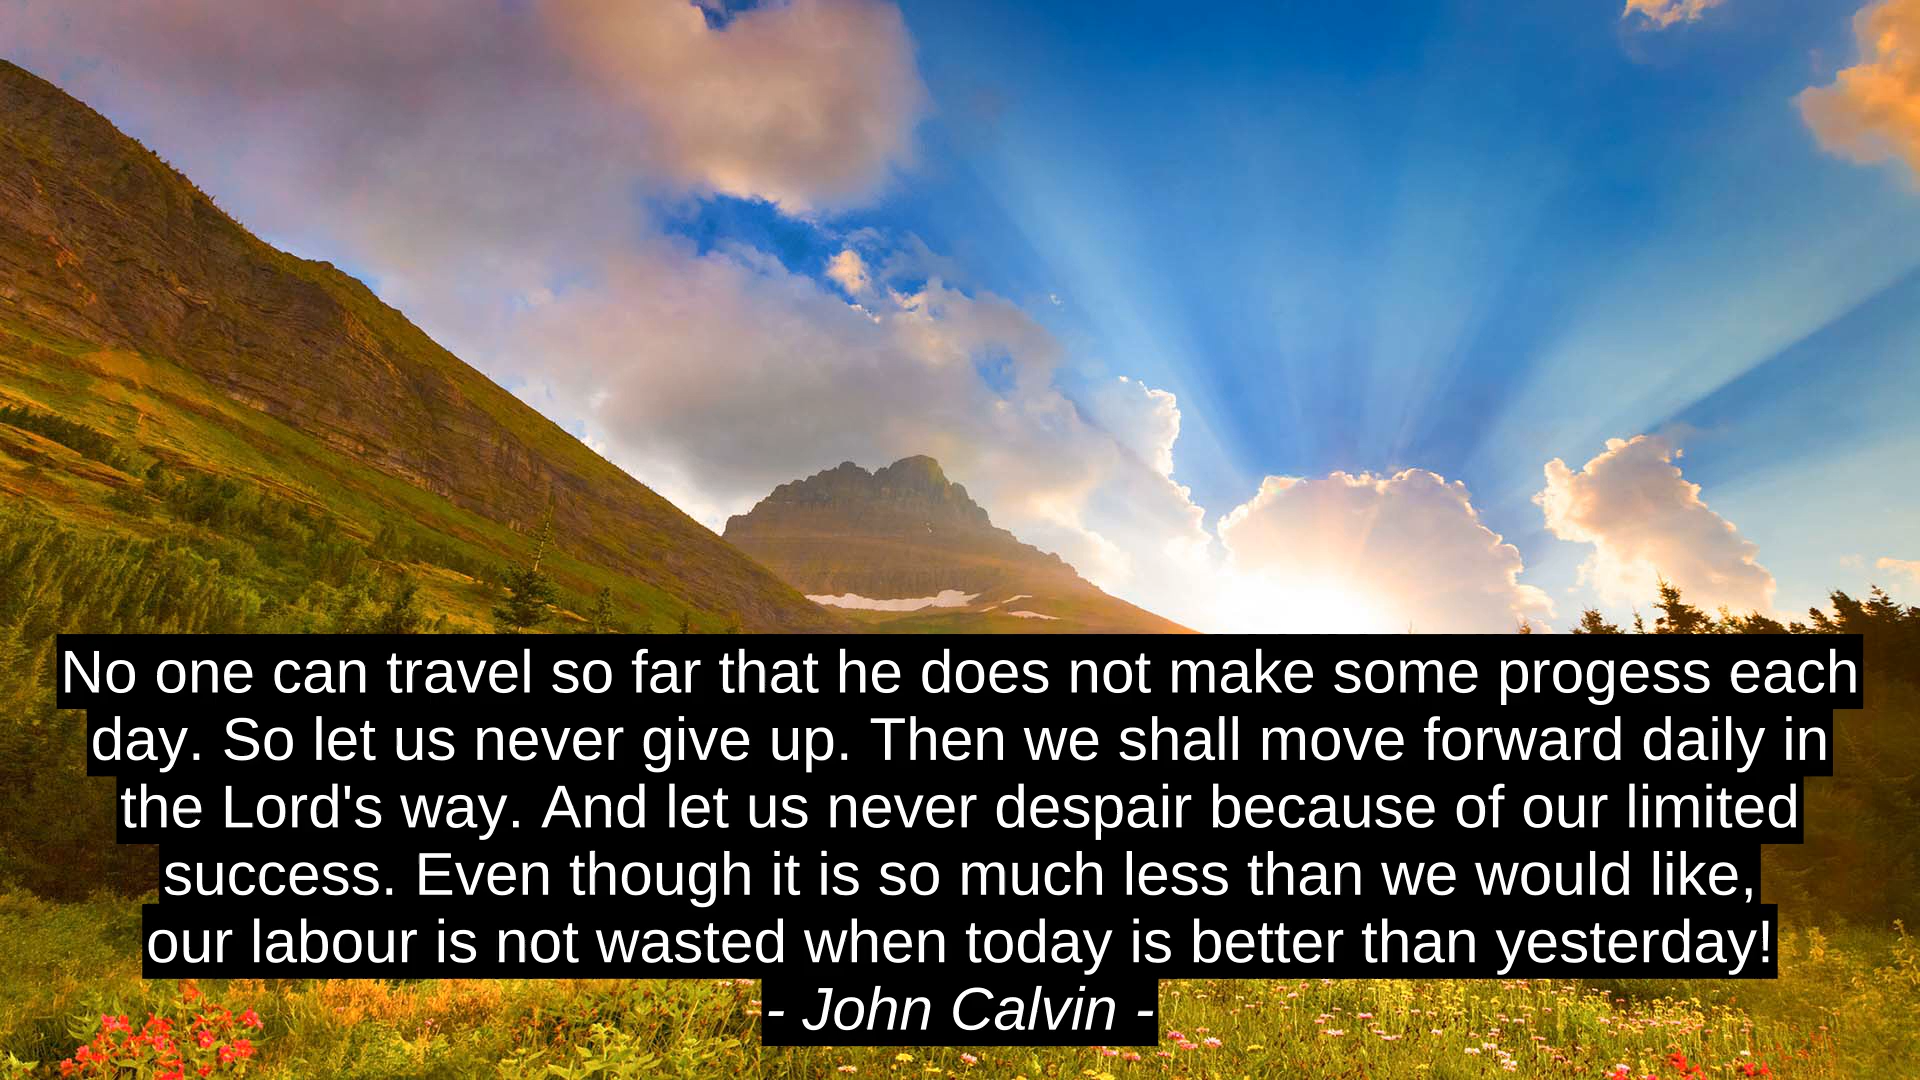 No one can travel so far that he does not make some progess each
day. So let us never give up. Then we shall move forward daily in
the Lord's way. And let us never despair because of our limited
success. Even though it is so much less than we would like,
our labour is not wasted when today is better than yesterday!
- John Calvin -